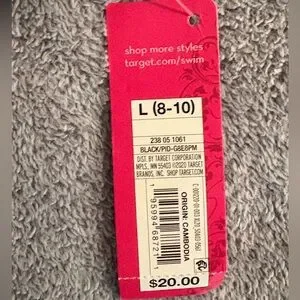 shop more styles
target.com/swim
L (8-10)
238 05 1061
BLACK/PID-G8E8PM
DIST. BY TARGET CORPORATION
MPLS, MN 55403 ©2020 TARGET
BRANDS, INC. SHOP TARGET.COM
ORIGIN: CAMBODIA
$20.00